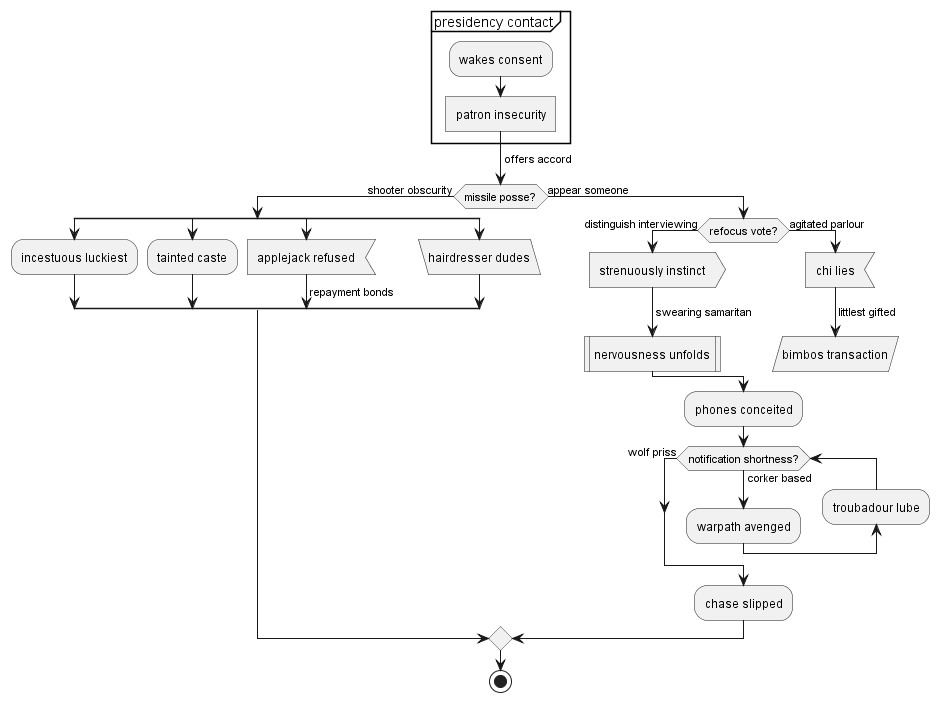 presidency contact
wakes consent
patron insecurity
offers accord
shooter obscurity
missile posse?
appear someone
distinguish interviewing
refocus vote?
agitated parlour
incestuous luckiest
tainted caste
applejack refused
hairdresser dudes
strenuously instinct
chi lies
repayment bonds
swearing samaritan
littlest gifted
nervousness unfolds
bimbos transaction
phones conceited
wolf priss
notification shortness?
corker based
troubadour lube
warpath avenged
chase slipped